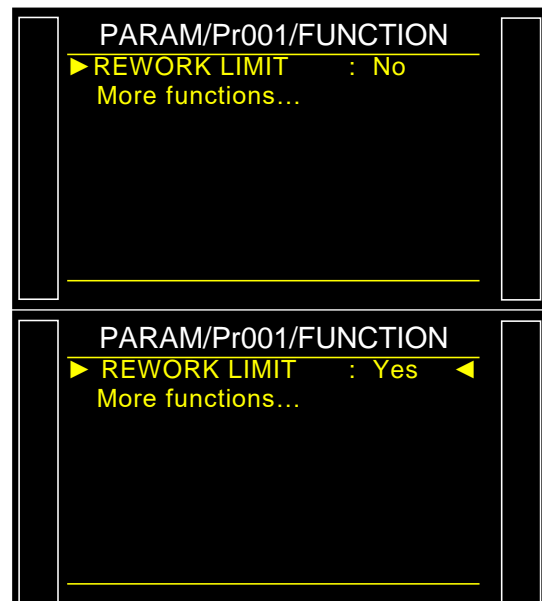 PARAM/Pr001/FUNCTION
►REWORK LIMIT : No
More functions...
PARAM/Pr001/FUNCTION
► REWORK LIMIT : Yes ◄
More functions...